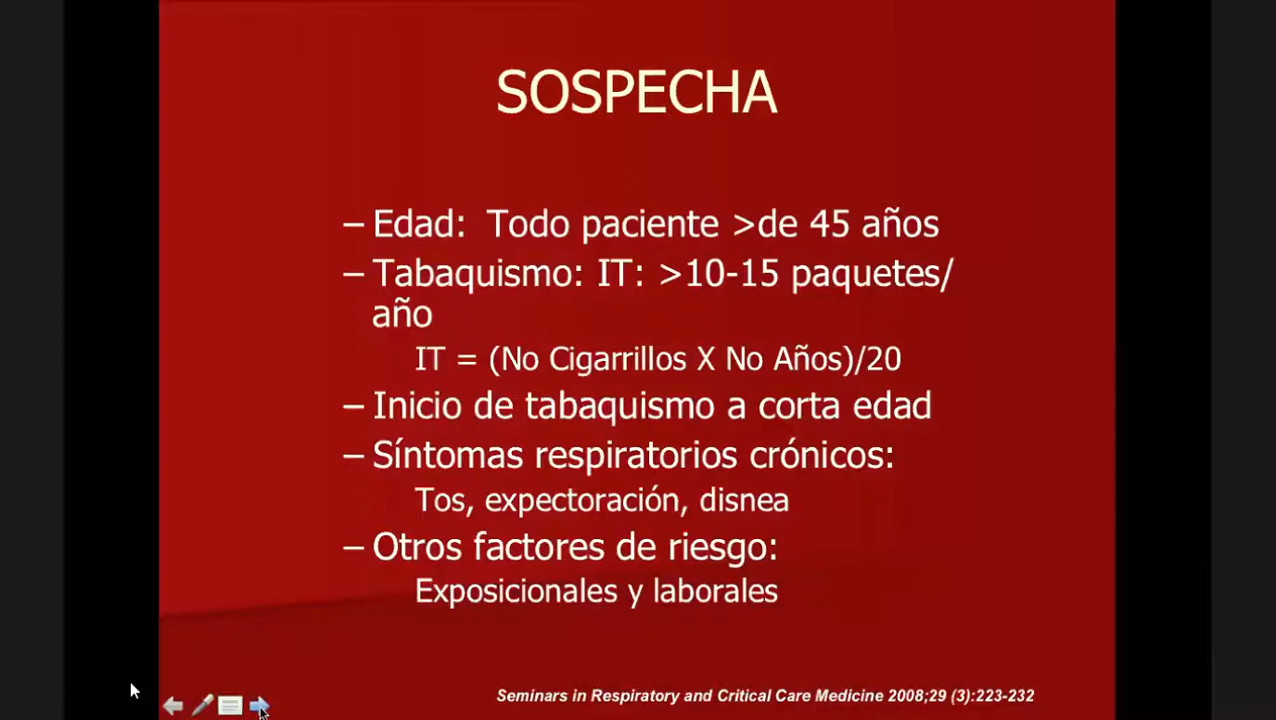 SOSPECHA
– Edad:  Todo paciente >de 45 años
– Tabaquismo: IT: >10-15 paquetes/
año
IT = (No Cigarrillos X No Años)/20
– Inicio de tabaquismo a corta edad
– Síntomas respiratorios crónicos:
Tos, expectoración, disnea
– Otros factores de riesgo:
Exposicionales y laborales
Seminars in Respiratory and Critical Care Medicine 2008;29 (3):223-232